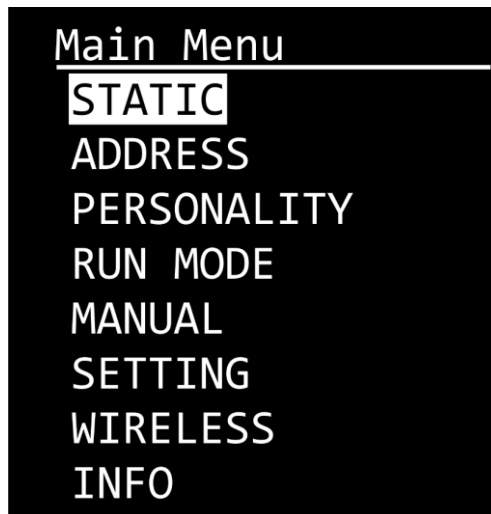 Main Menu
STATIC
ADDRESS
PERSONALITY
RUN MODE
MANUAL
SETTING
WIRELESS
INFO